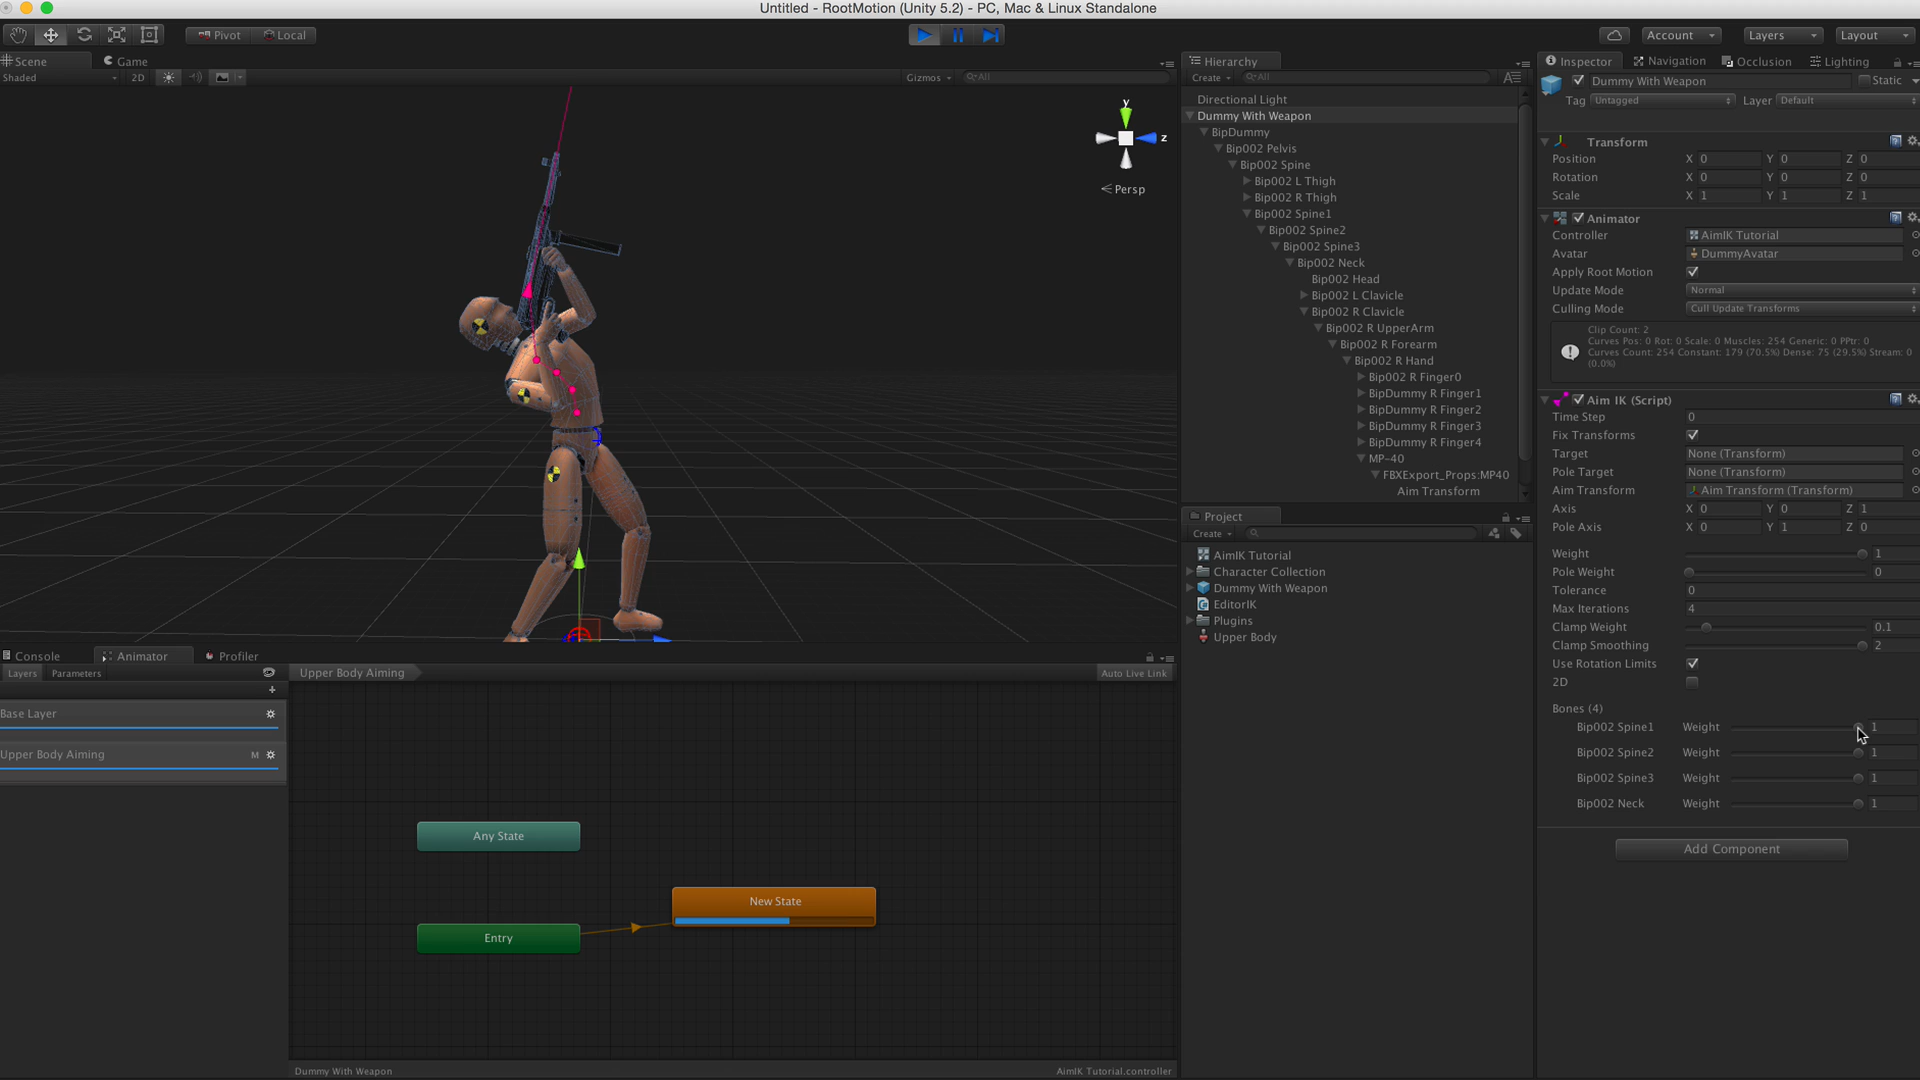 Untitled - RootMotion (Unity 5.2) - PC, Mac & Linux Standalone
Pivot Local
Account Layers Layout
Scene Game
Shaded 2D Gizmos All
y
z
Persp
Hierarchy
Create All
Directional Light
Dummy With Weapon
BipDummy
Bip002 Pelvis
Bip002 Spine
Bip002 L Thigh
Bip002 R Thigh
Bip002 Spine1
Bip002 Spine2
Bip002 Spine3
Bip002 Neck
Bip002 Head
Bip002 L Clavicle
Bip002 R Clavicle
Bip002 R UpperArm
Bip002 R Forearm
Bip002 R Hand
Bip002 R Finger0
BipDummy R Finger1
BipDummy R Finger2
BipDummy R Finger3
BipDummy R Finger4
MP-40
FBXExport_Props:MP40
Aim Transform
Project
Create
AimIK Tutorial
Character Collection
Dummy With Weapon
EditorIK
Plugins
Upper Body
Inspector Navigation Occlusion Lighting
Dummy With Weapon Static
Tag Untagged Layer Default
Transform
Position X 0 Y 0 Z 0
Rotation X 0 Y 0 Z 0
Scale X 1 Y 1 Z 1
Animator
Controller AimIK Tutorial
Avatar DummyAvatar
Apply Root Motion
Update Mode Normal
Culling Mode Cull Update Transforms
Clip Count: 2
Curves Pos: 0 Rot: 0 Scale: 0 Muscles: 254 Generic: 0 PPtr: 0
Curves Count: 254 Constant: 179 (70.5%) Dense: 75 (29.5%) Stream: 0
(0.0%)
Aim IK (Script)
Time Step 0
Fix Transforms
Target None (Transform)
Pole Target None (Transform)
Aim Transform Aim Transform (Transform)
Axis X 0 Y 0 Z 1
Pole Axis X 0 Y 1 Z 0
Weight 1
Pole Weight 0
Tolerance 0
Max Iterations 4
Clamp Weight 0.1
Clamp Smoothing 2
Use Rotation Limits
2D
Bones (4)
Bip002 Spine1 Weight 1
Bip002 Spine2 Weight 1
Bip002 Spine3 Weight 1
Bip002 Neck Weight 1
Add Component
Console Animator Profiler
Layers Parameters
Upper Body Aiming Auto Live Link
Base Layer
Upper Body Aiming M
Any State
New State
Entry
Dummy With Weapon AimIK Tutorial.controller